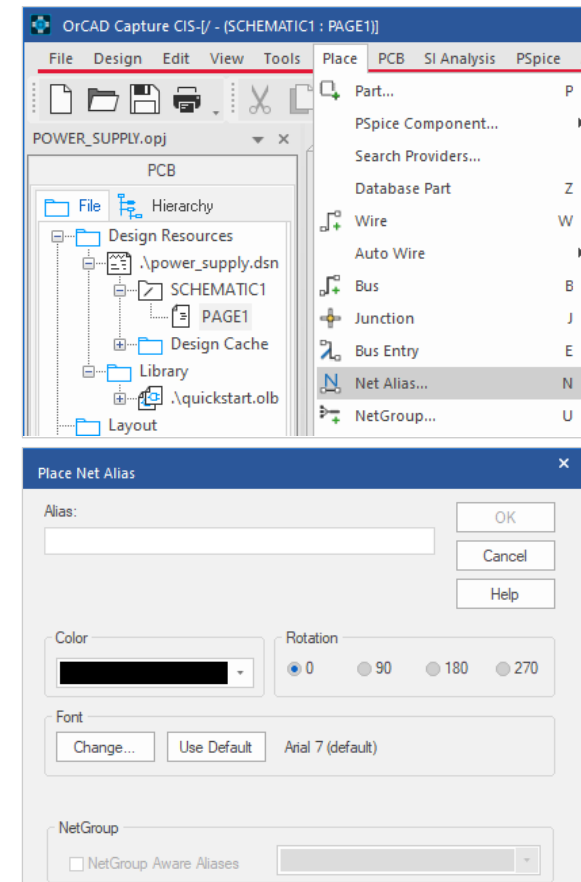 OrCAD Capture CIS-[/ - (SCHEMATIC1 : PAGE1)]
File Design Edit View Tools Place PCB SI Analysis PSpice
POWER_SUPPLY.opj
PCB
File Hierarchy
Design Resources
.\power_supply.dsn
SCHEMATIC1
PAGE1
Design Cache
Library
.\quickstart.olb
Layout
Part... P
PSpice Component...
Search Providers...
Database Part Z
Wire W
Auto Wire
Bus B
Junction J
Bus Entry E
Net Alias... N
NetGroup... U
Place Net Alias
Alias:
OK
Cancel
Help
Color
Rotation
0 90 180 270
Font
Change... Use Default Arial 7 (default)
NetGroup
NetGroup Aware Aliases